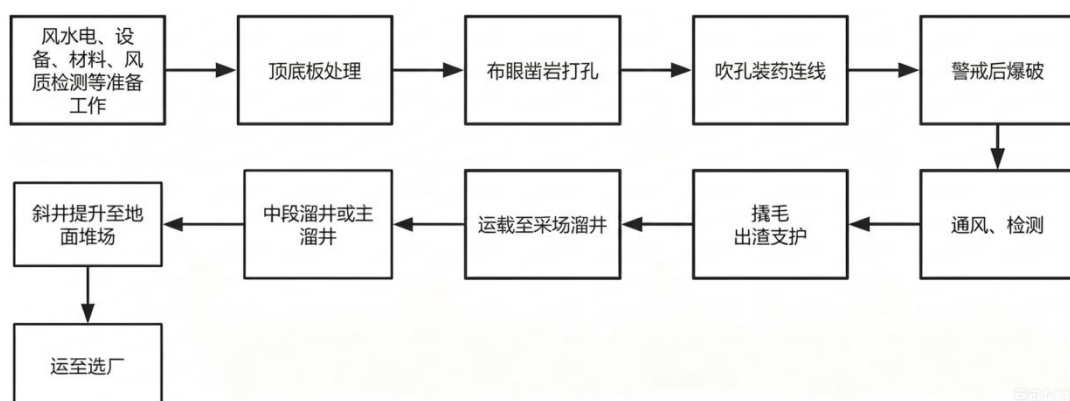 风水电、设
备、材料、风
质检测等准备
工作
顶底板处理
布眼凿岩打孔
吹孔装药连线
警戒后爆破
通风、检测
撬毛
出渣支护
运载至采场溜井
中段溜井或主
溜井
斜井提升至地
面堆场
运至选厂